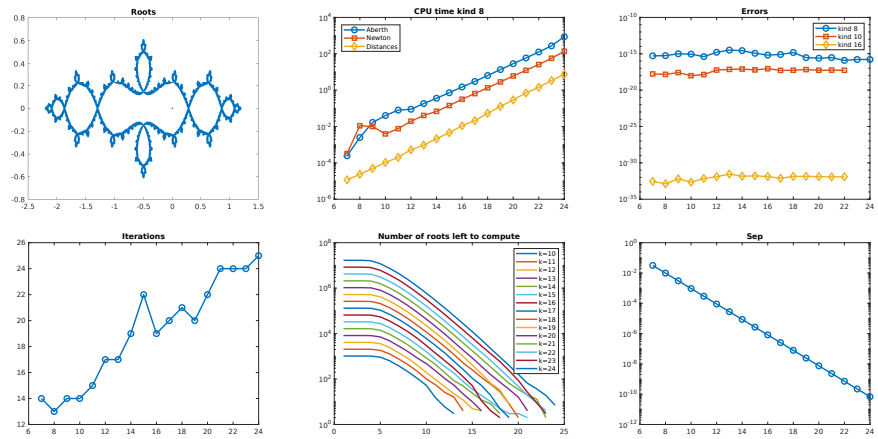 Roots
0.8
0.6
0.4
0.2
0
-0.2
-0.4
-0.6
-0.8
-2.5 -2 -1.5 -1 -0.5 0 0.5 1 1.5
CPU time kind 8
10^4
10^2
10^0
10^-2
10^-4
10^-6
6 8 10 12 14 16 18 20 22 24
Aberth
Newton
Distances
Errors
10^-10
10^-15
10^-20
10^-25
10^-30
10^-35
6 8 10 12 14 16 18 20 22 24
kind 8
kind 10
kind 16
Iterations
26
24
22
20
18
16
14
12
6 8 10 12 14 16 18 20 22 24
Number of roots left to compute
10^8
10^6
10^4
10^2
10^0
0 5 10 15 20 25
k=10
k=11
k=12
k=13
k=14
k=15
k=16
k=17
k=18
k=19
k=20
k=21
k=22
k=23
k=24
Sep
10^0
10^-2
10^-4
10^-6
10^-8
10^-10
10^-12
6 8 10 12 14 16 18 20 22 24